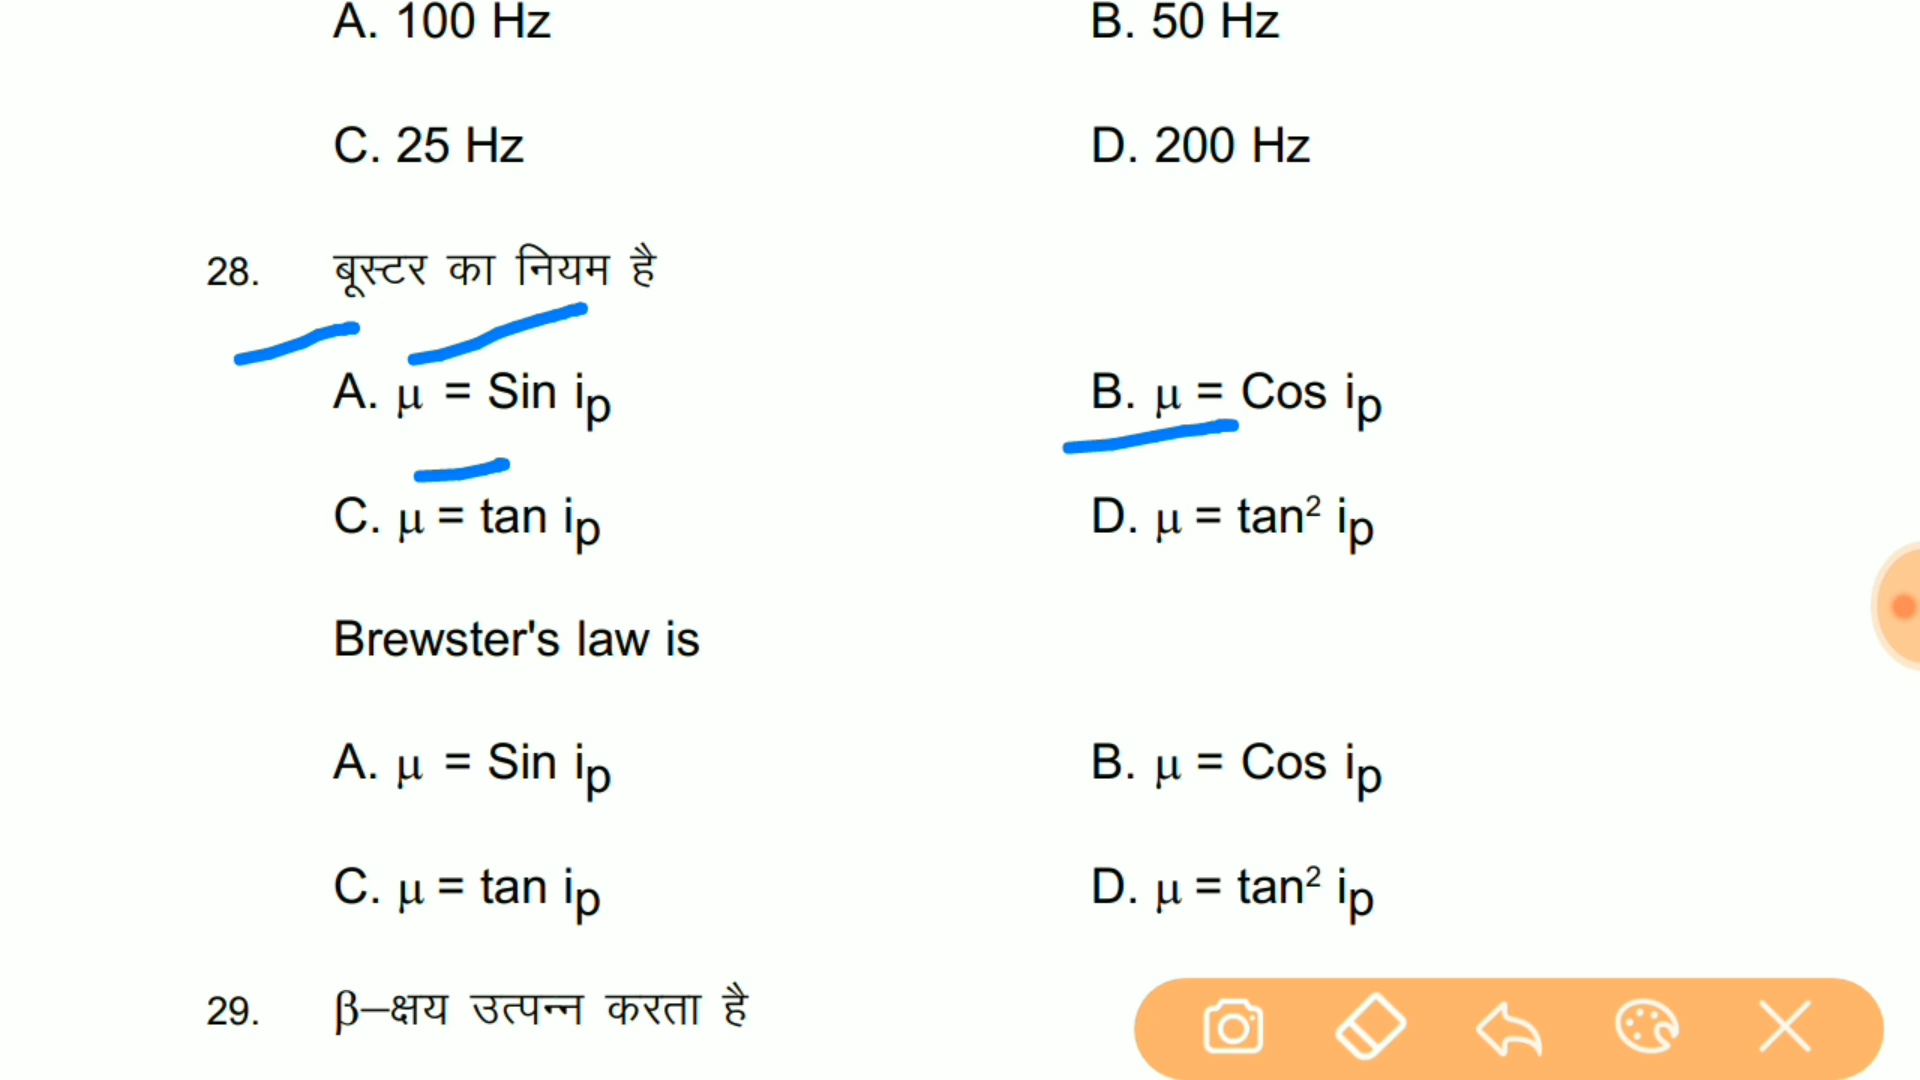 A. 100 Hz B. 50 Hz
C. 25 Hz D. 200 Hz
28. बूस्टर का नियम है
A. μ = Sin ip B. μ = Cos ip
C. μ = tan ip D. μ = tan² ip
Brewster's law is
A. μ = Sin ip B. μ = Cos ip
C. μ = tan ip D. μ = tan² ip
29. β–क्षय उत्पन्न करता है